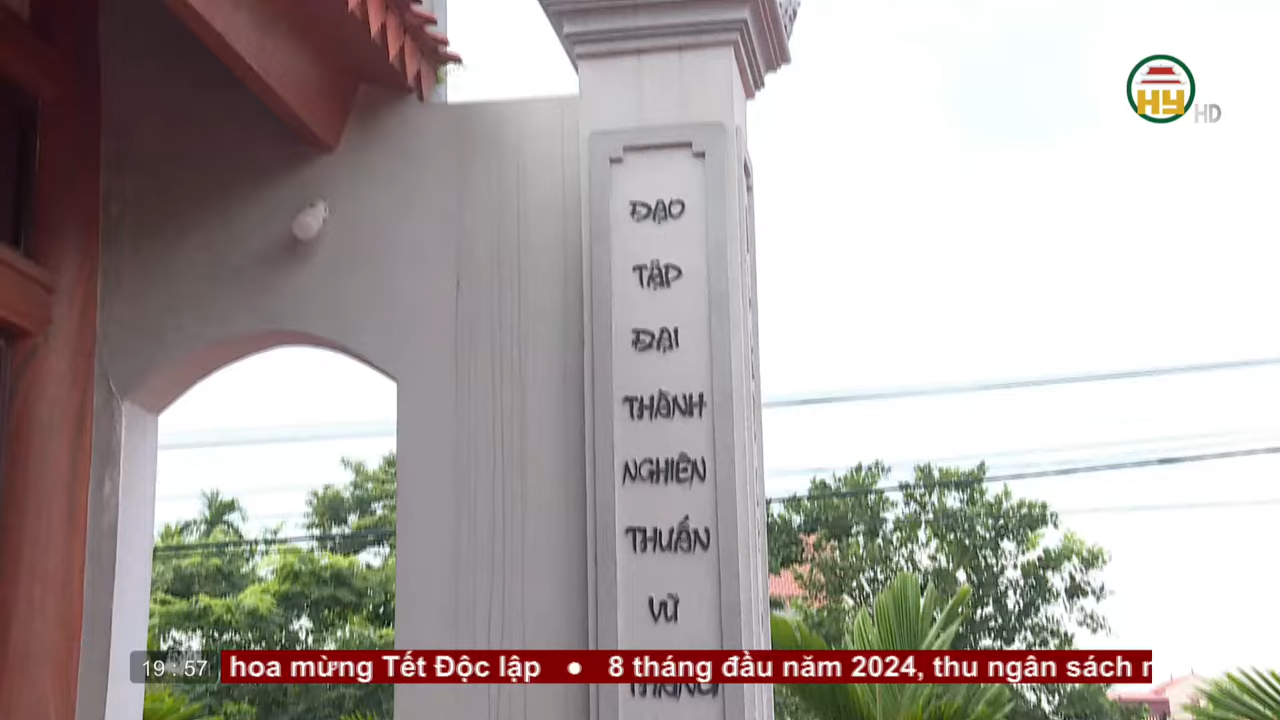 HY HD
ĐẠO
TẬP
ĐẠI
THÀNH
NGHIÊN
THUẤN
VŨ
19 : 57
hoa mừng Tết Độc lập • 8 tháng đầu năm 2024, thu ngân sách